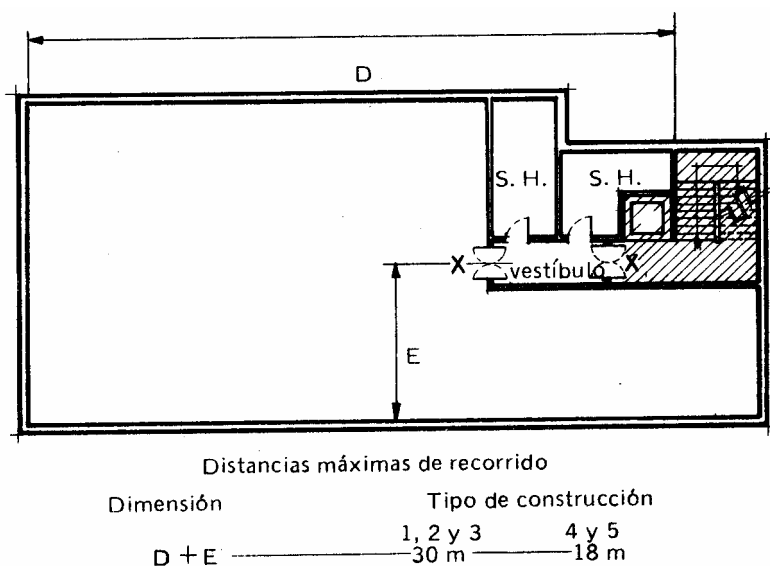 D
S. H.
S. H.
X
vestíbulo
X
E
Distancias máximas de recorrido
Dimensión Tipo de construcción
1, 2 y 3 4 y 5
D + E 30 m 18 m